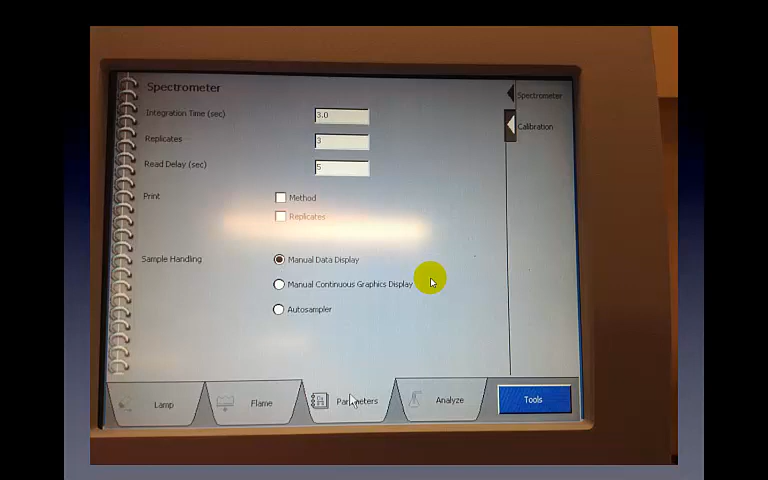 Spectrometer
Spectrometer
Integration Time (sec) 3.0
Calibration
Replicates 3
Read Delay (sec) 5
Print Method
Replicates
Sample Handling Manual Data Display
Manual Continuous Graphics Display
Autosampler
Lamp Flame Parameters Analyze Tools